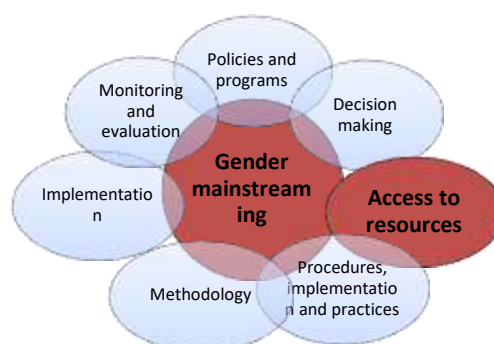 Policies and
programs
Monitoring
and
evaluation
Decision
making
Gender
mainstream
ing
Implementatio
n
Access to
resources
Methodology
Procedures,
implementatio
n and practices